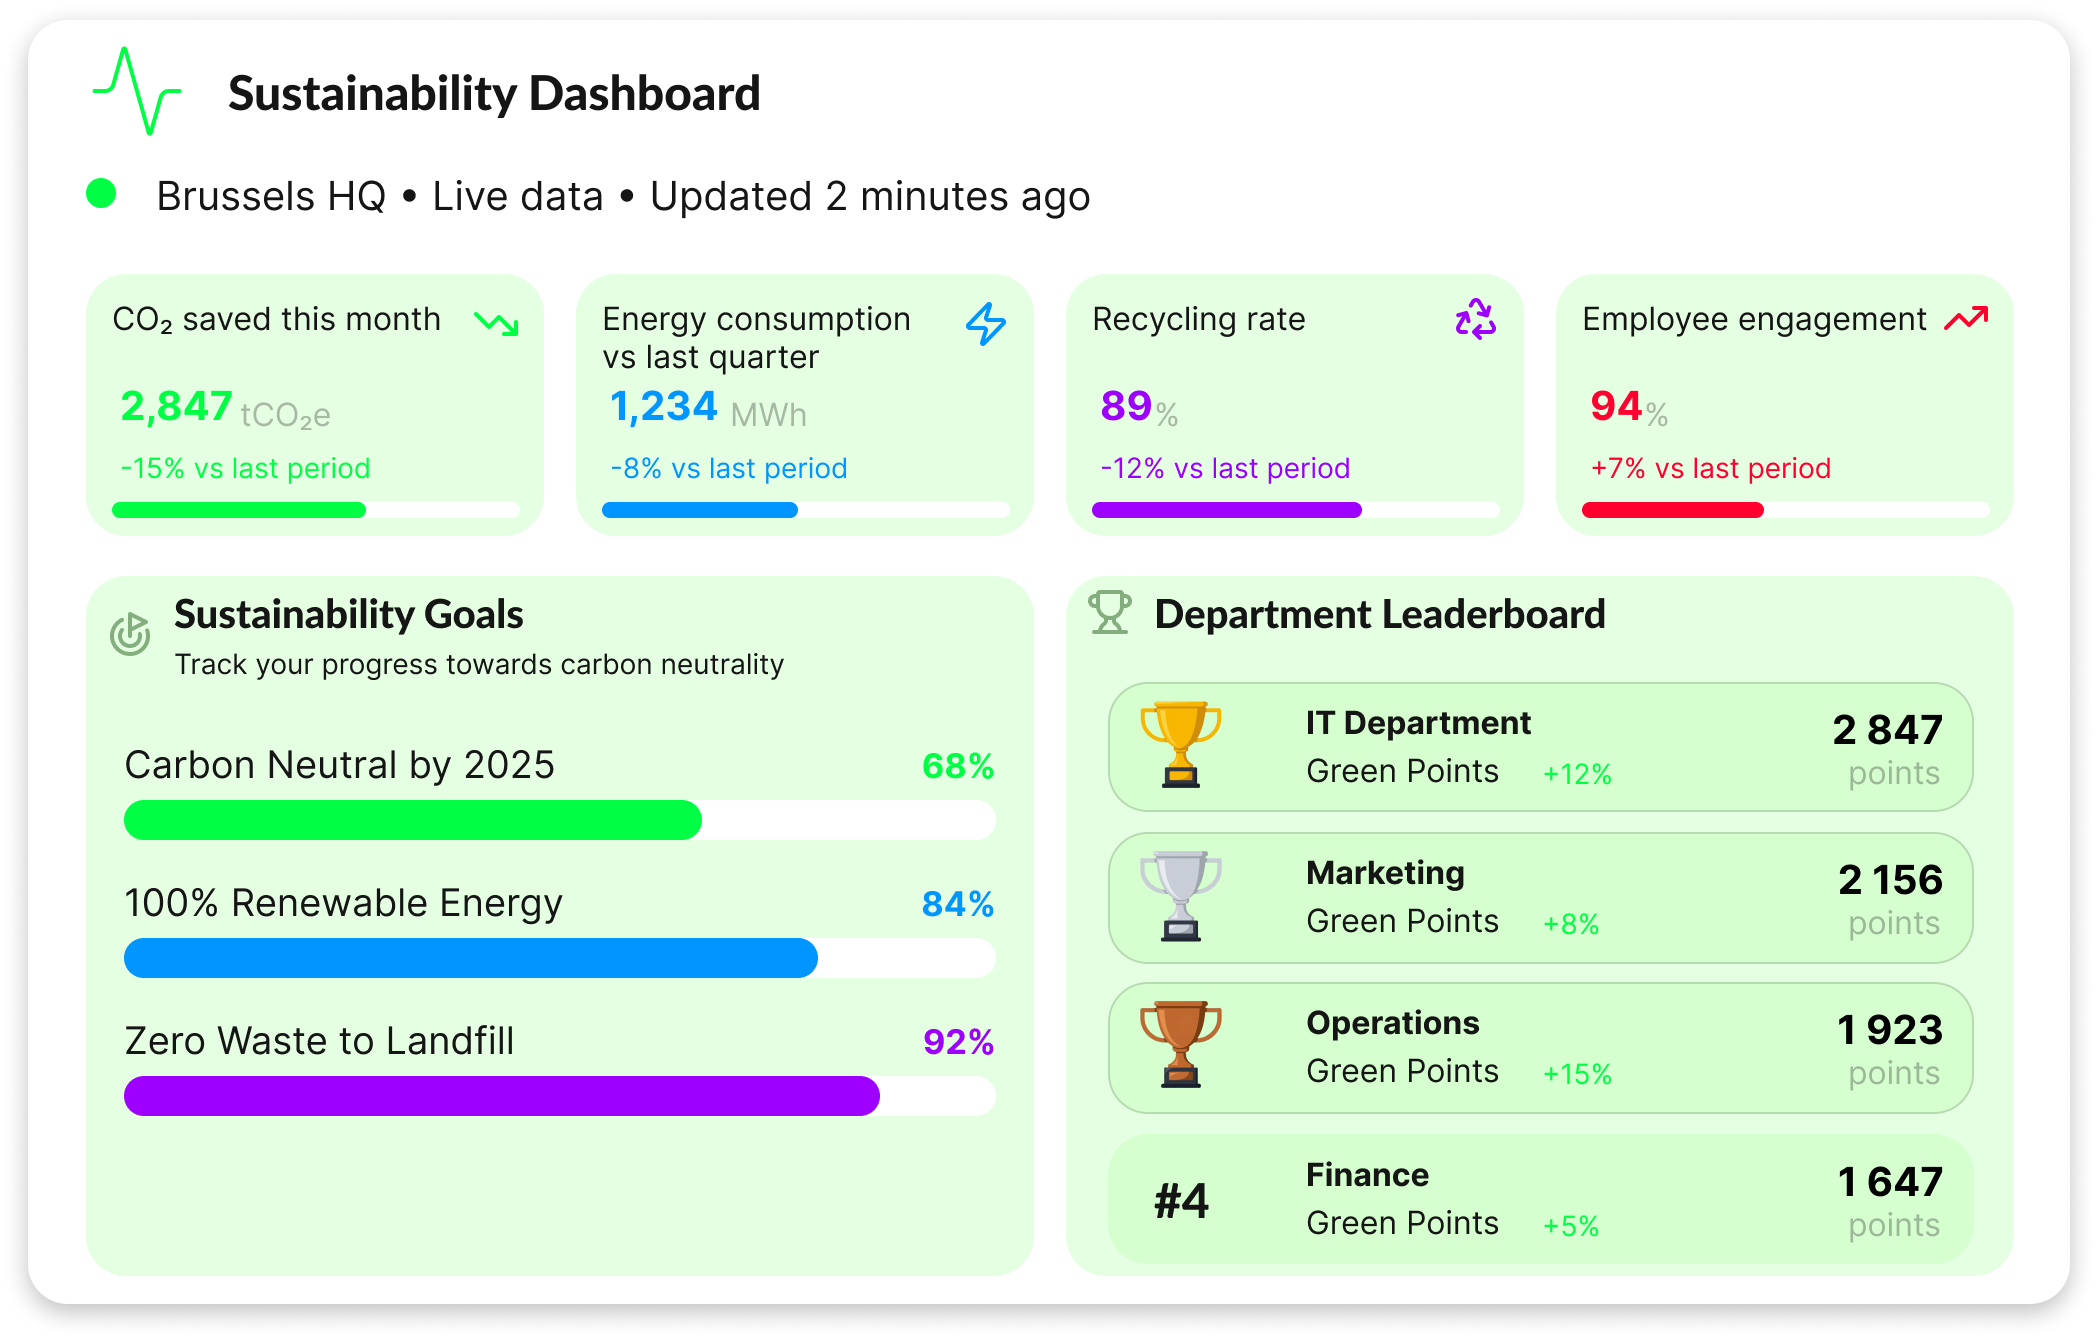 Sustainability Dashboard
Brussels HQ • Live data • Updated 2 minutes ago
CO₂ saved this month
2,847 tCO₂e
-15% vs last period
Energy consumption
vs last quarter
1,234 MWh
-8% vs last period
Recycling rate
89%
-12% vs last period
Employee engagement
94%
+7% vs last period
Sustainability Goals
Track your progress towards carbon neutrality
Carbon Neutral by 2025 68%
100% Renewable Energy 84%
Zero Waste to Landfill 92%
Department Leaderboard
IT Department 2 847
Green Points +12% points
Marketing 2 156
Green Points +8% points
Operations 1 923
Green Points +15% points
#4
Finance 1 647
Green Points +5% points